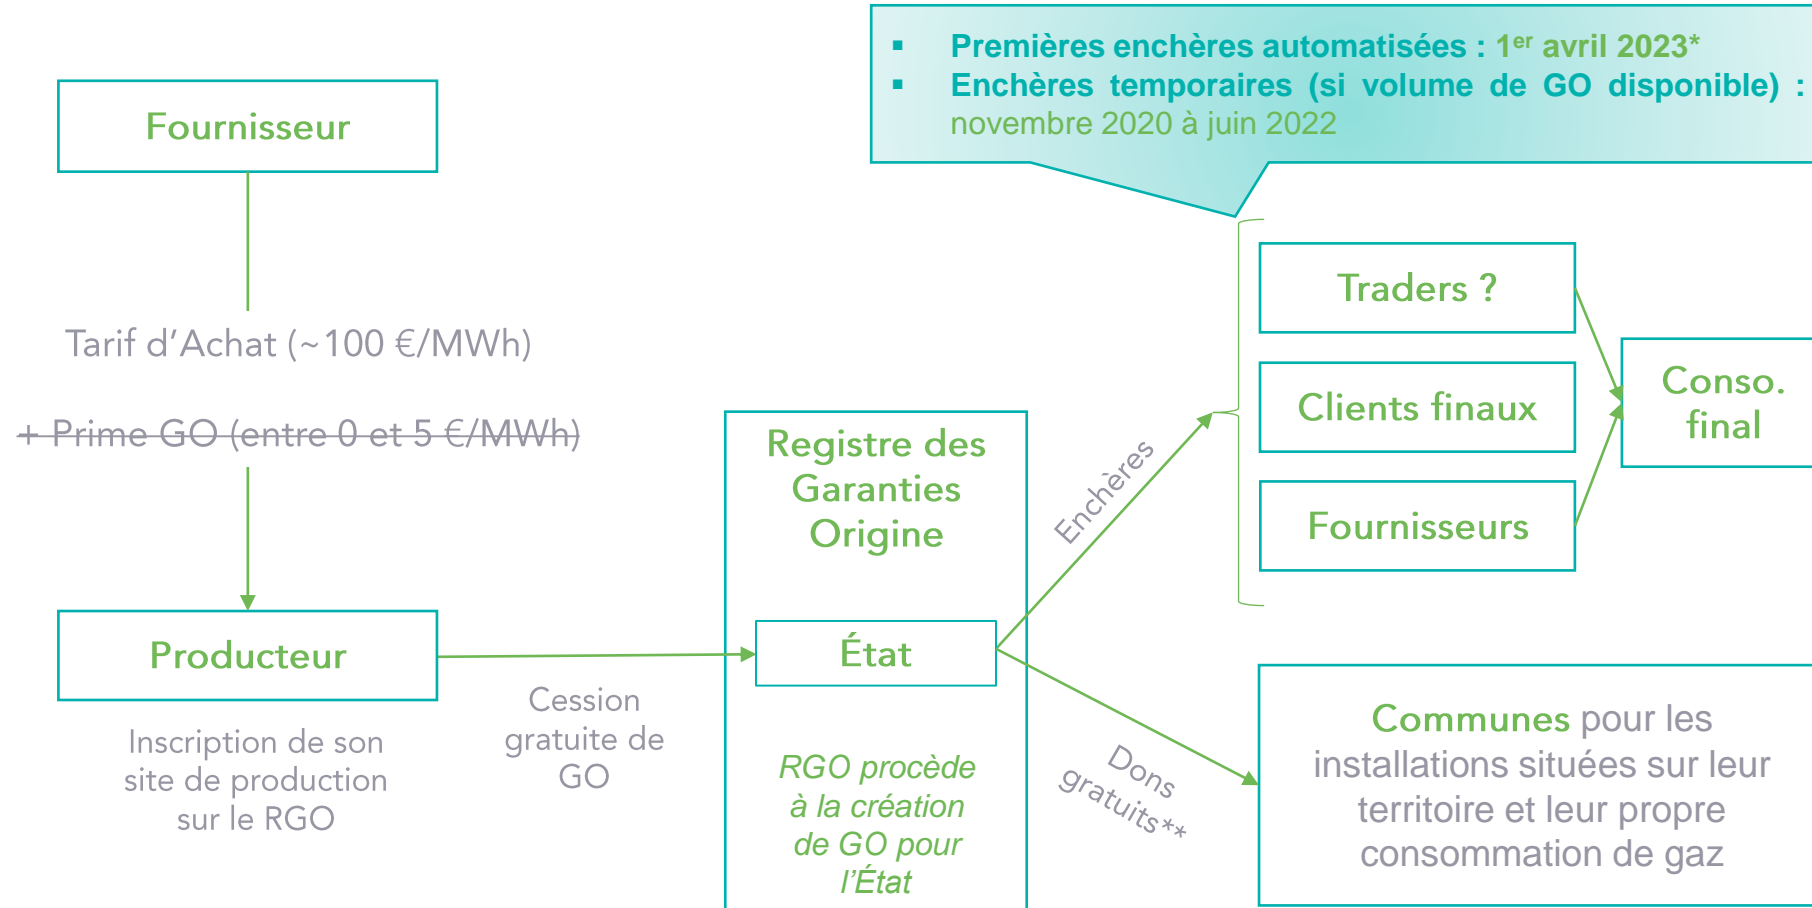 ▪ Premières enchères automatisées : 1er avril 2023*
▪ Enchères temporaires (si volume de GO disponible) :
novembre 2020 à juin 2022
Fournisseur
Tarif d’Achat (~100 €/MWh)
+ Prime GO (entre 0 et 5 €/MWh)
Producteur
Inscription de son
site de production
sur le RGO
Cession
gratuite de
GO
Registre des
Garanties
Origine
État
RGO procède
à la création
de GO pour
l’État
Enchères
Dons
gratuits**
Traders ?
Clients finaux
Fournisseurs
Conso.
final
Communes pour les
installations situées sur leur
territoire et leur propre
consommation de gaz